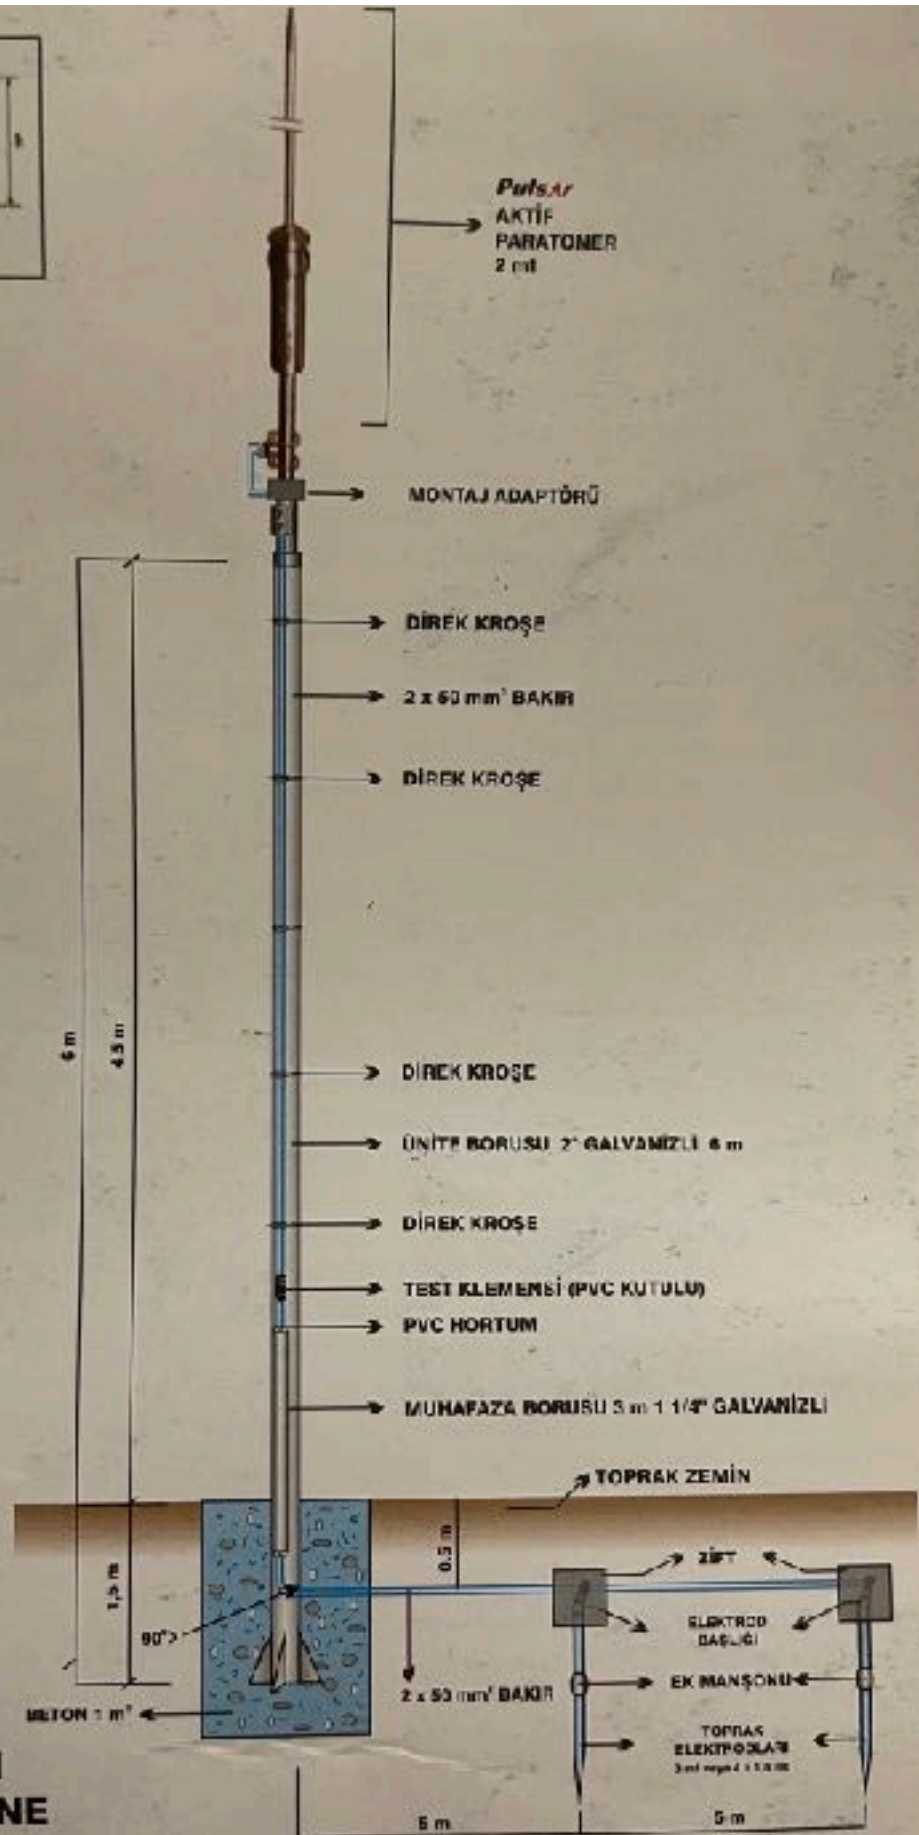 Pulsar
AKTİF
PARATONER
2 mt
MONTAJ ADAPTÖRÜ
DİREK KROŞE
2 x 50 mm² BAKIR
DİREK KROŞE
6 m
4.5 m
DİREK KROŞE
ÜNİTE BORUSU 2" GALVANİZLİ 6 m
DİREK KROŞE
TEST KLEMENSİ (PVC KUTULU)
PVC HORTUM
MUHAFAZA BORUSU 3 m 1 1/4" GALVANİZLİ
TOPRAK ZEMİN
0.5 m
1,5 m
ZİFT
90°>
ELEKTROD
BAŞLIĞI
EK MANŞONU
2 x 50 mm² BAKIR
BETON 1 m³
TOPRAK
ELEKTRODLARI
NE
5 m